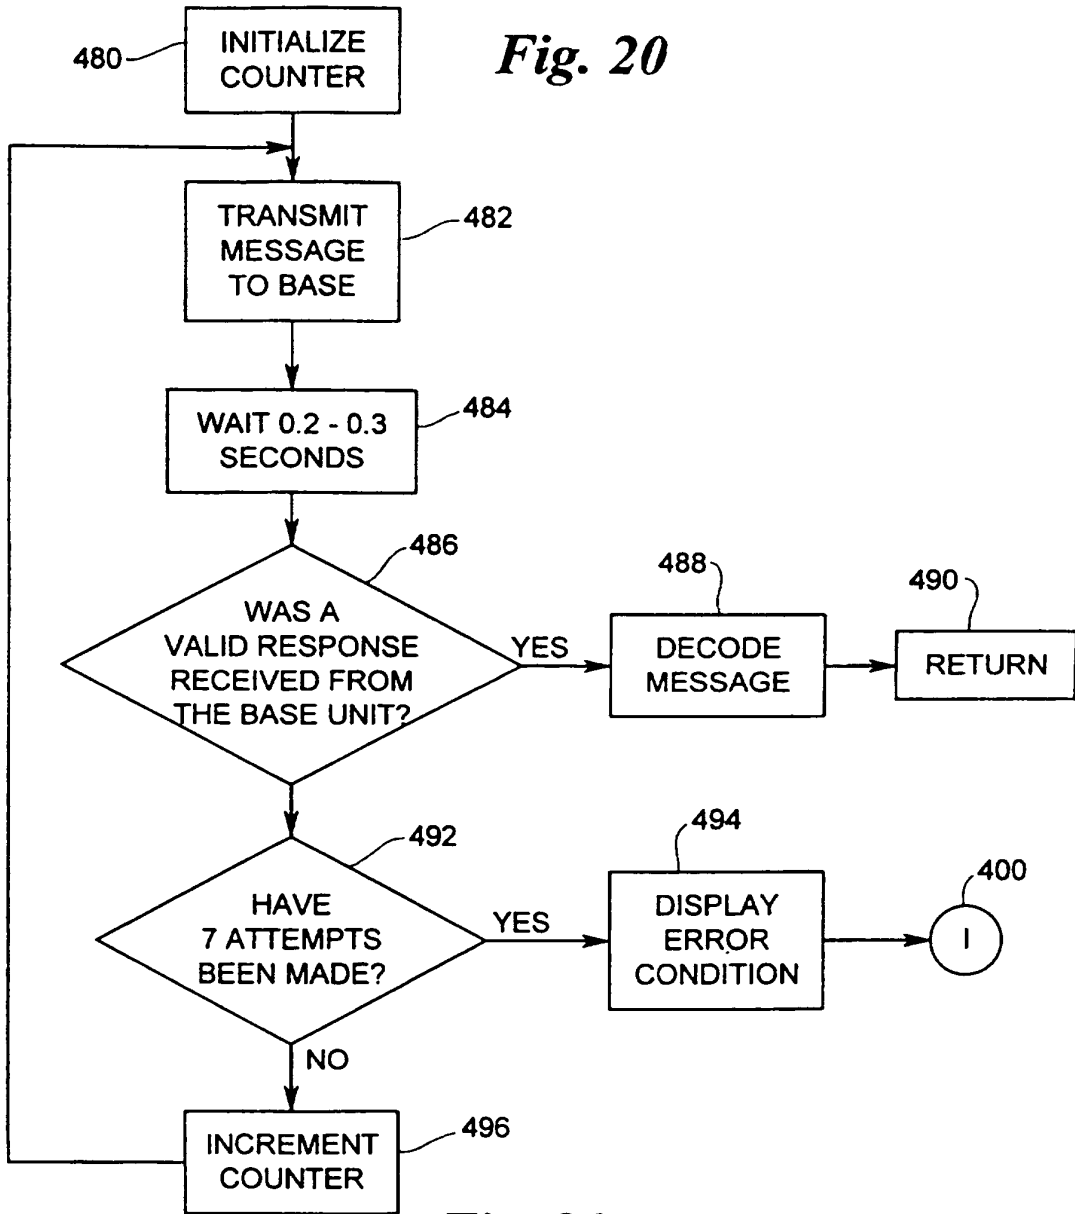 Fig. 20
480
INITIALIZE
COUNTER
TRANSMIT
MESSAGE
TO BASE
482
WAIT 0.2 - 0.3
SECONDS
484
486
WAS A
VALID RESPONSE
RECEIVED FROM
THE BASE UNIT?
YES
488
DECODE
MESSAGE
490
RETURN
492
HAVE
7 ATTEMPTS
BEEN MADE?
YES
494
DISPLAY
ERROR
CONDITION
400
I
NO
INCREMENT
COUNTER
496